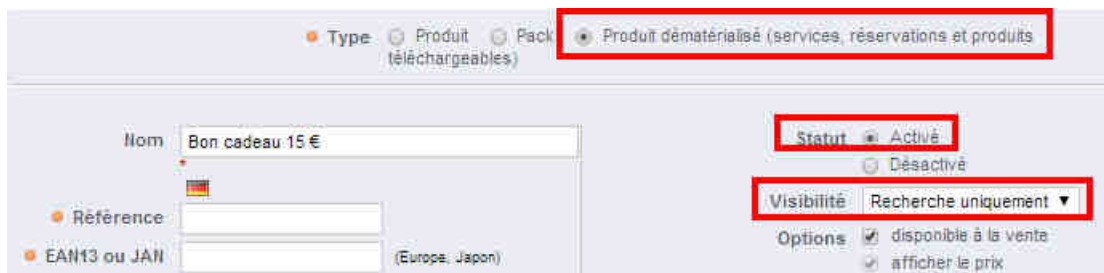 Type Produit Pack Produit dématérialisé (services, réservations et produits
téléchargeables)
Nom Bon cadeau 15 € Statut Activé
* Désactivé
Visibilité Recherche uniquement ▼
Référence
Options disponible à la vente
EAN13 ou JAN (Europe, Japon) afficher le prix